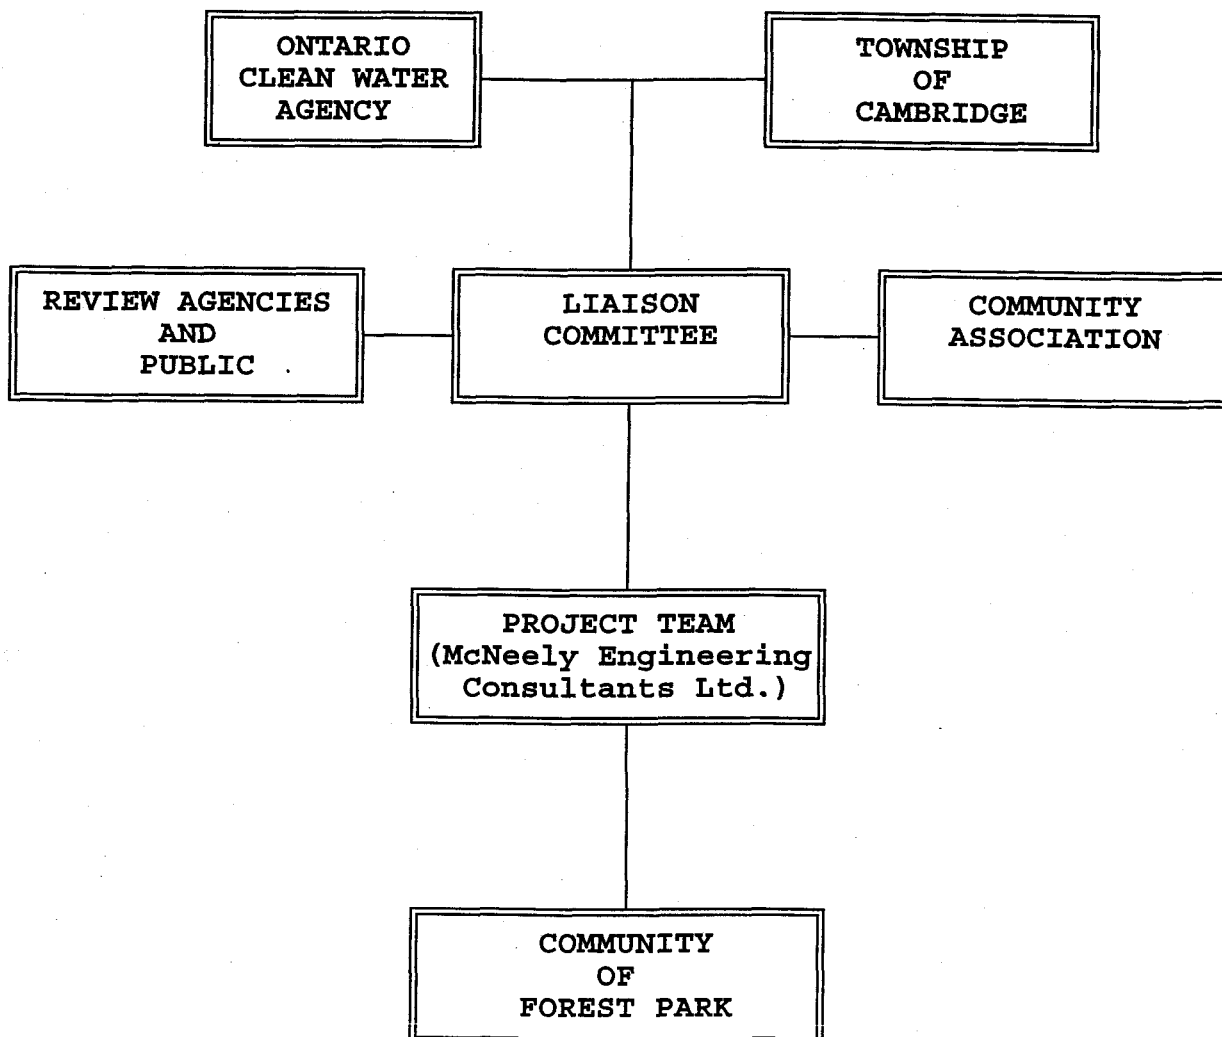 ONTARIO
CLEAN WATER
AGENCY
TOWNSHIP
OF
CAMBRIDGE
REVIEW AGENCIES
AND
PUBLIC
LIAISON
COMMITTEE
COMMUNITY
ASSOCIATION
PROJECT TEAM
(McNeely Engineering
Consultants Ltd.)
COMMUNITY
OF
FOREST PARK